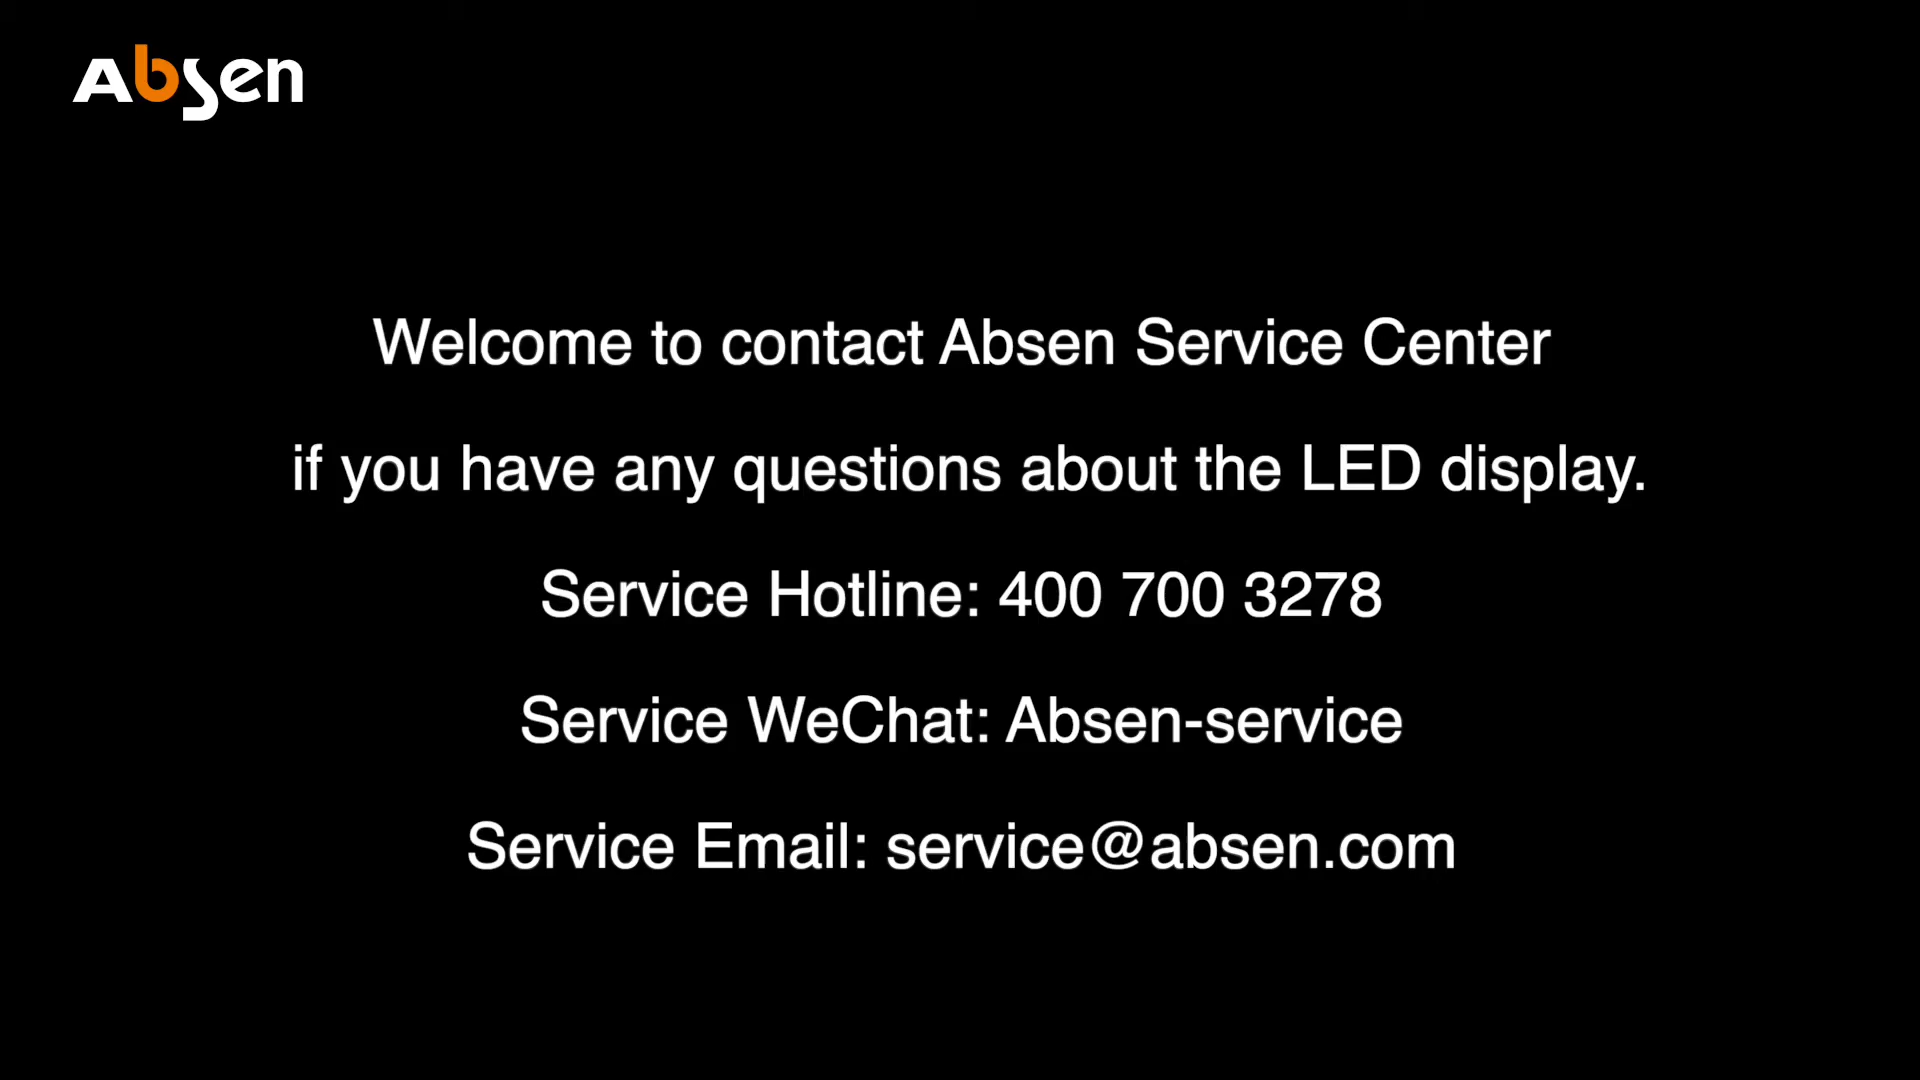 Absen
Welcome to contact Absen Service Center
if you have any questions about the LED display.
Service Hotline: 400 700 3278
Service WeChat: Absen-service
Service Email: service@absen.com